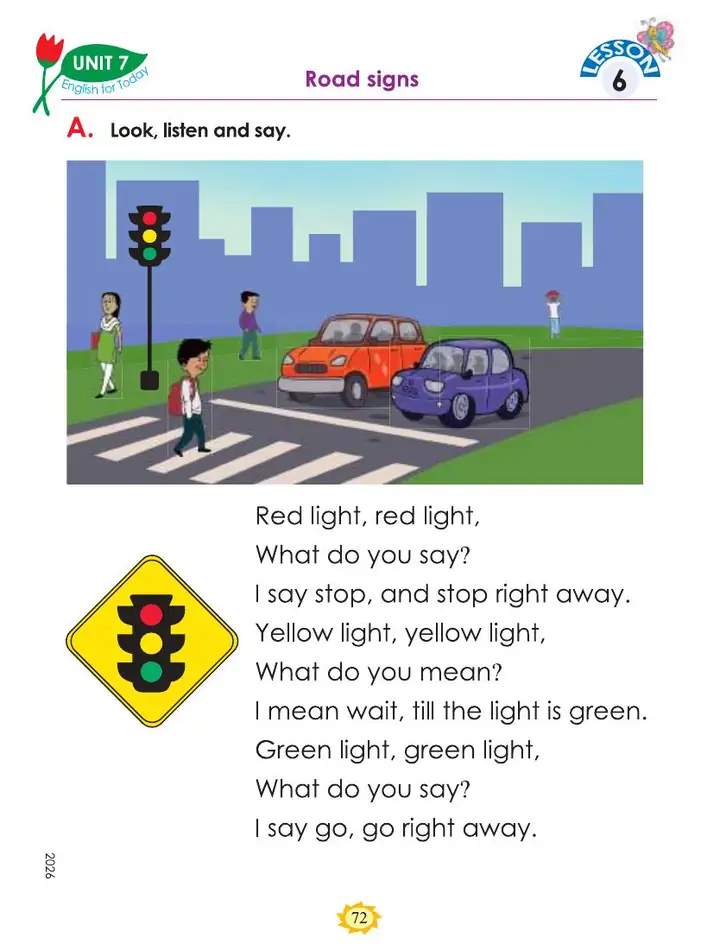 UNIT 7
English for Today
Road signs
LESSON
6
A. Look, listen and say.
Red light, red light,
What do you say?
I say stop, and stop right away.
Yellow light, yellow light,
What do you mean?
I mean wait, till the light is green.
Green light, green light,
What do you say?
I say go, go right away.
2026
72